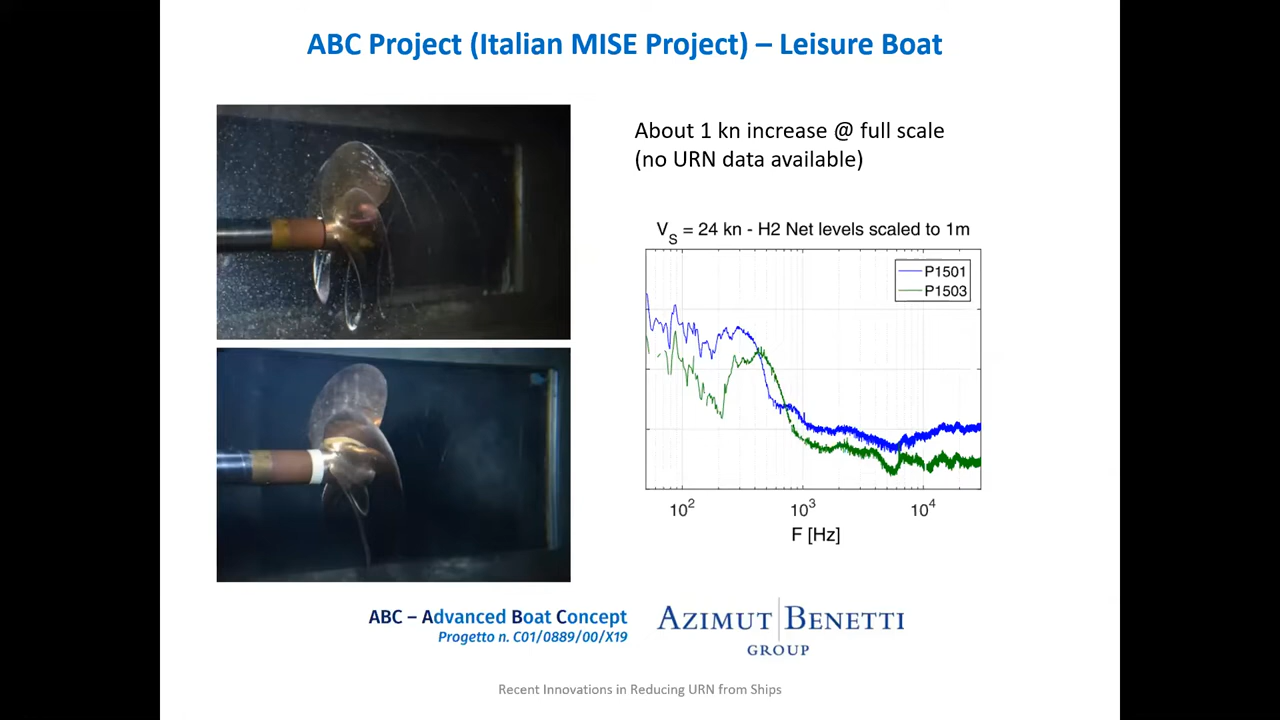 ABC Project (Italian MISE Project) – Leisure Boat
About 1 kn increase @ full scale
(no URN data available)
V_S = 24 kn - H2 Net levels scaled to 1m
P1501
P1503
10² 10³ 10⁴
F [Hz]
ABC – Advanced Boat Concept
Progetto n. C01/0889/00/X19
AZIMUT BENETTI
GROUP
Recent Innovations in Reducing URN from Ships